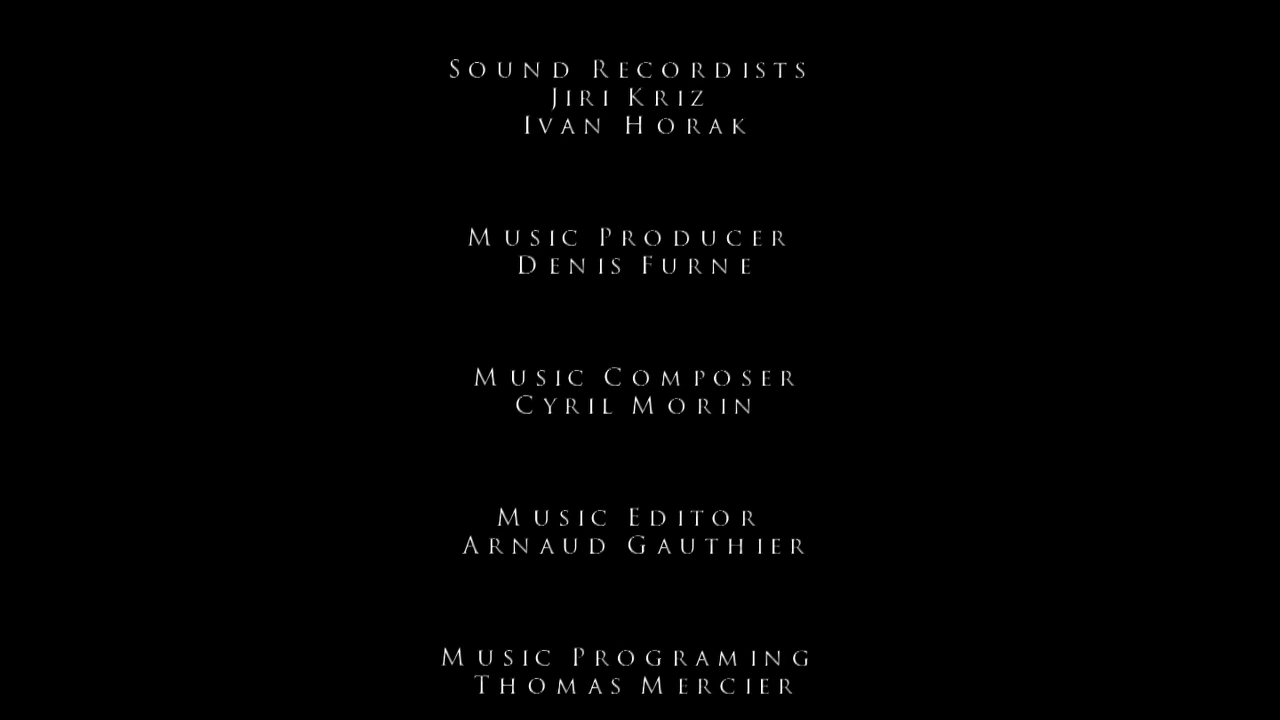 SOUND RECORDISTS
JIRI KRIZ
IVAN HORAK
MUSIC PRODUCER
DENIS FURNE
MUSIC COMPOSER
CYRIL MORIN
MUSIC EDITOR
ARNAUD GAUTHIER
MUSIC PROGRAMING
THOMAS MERCIER